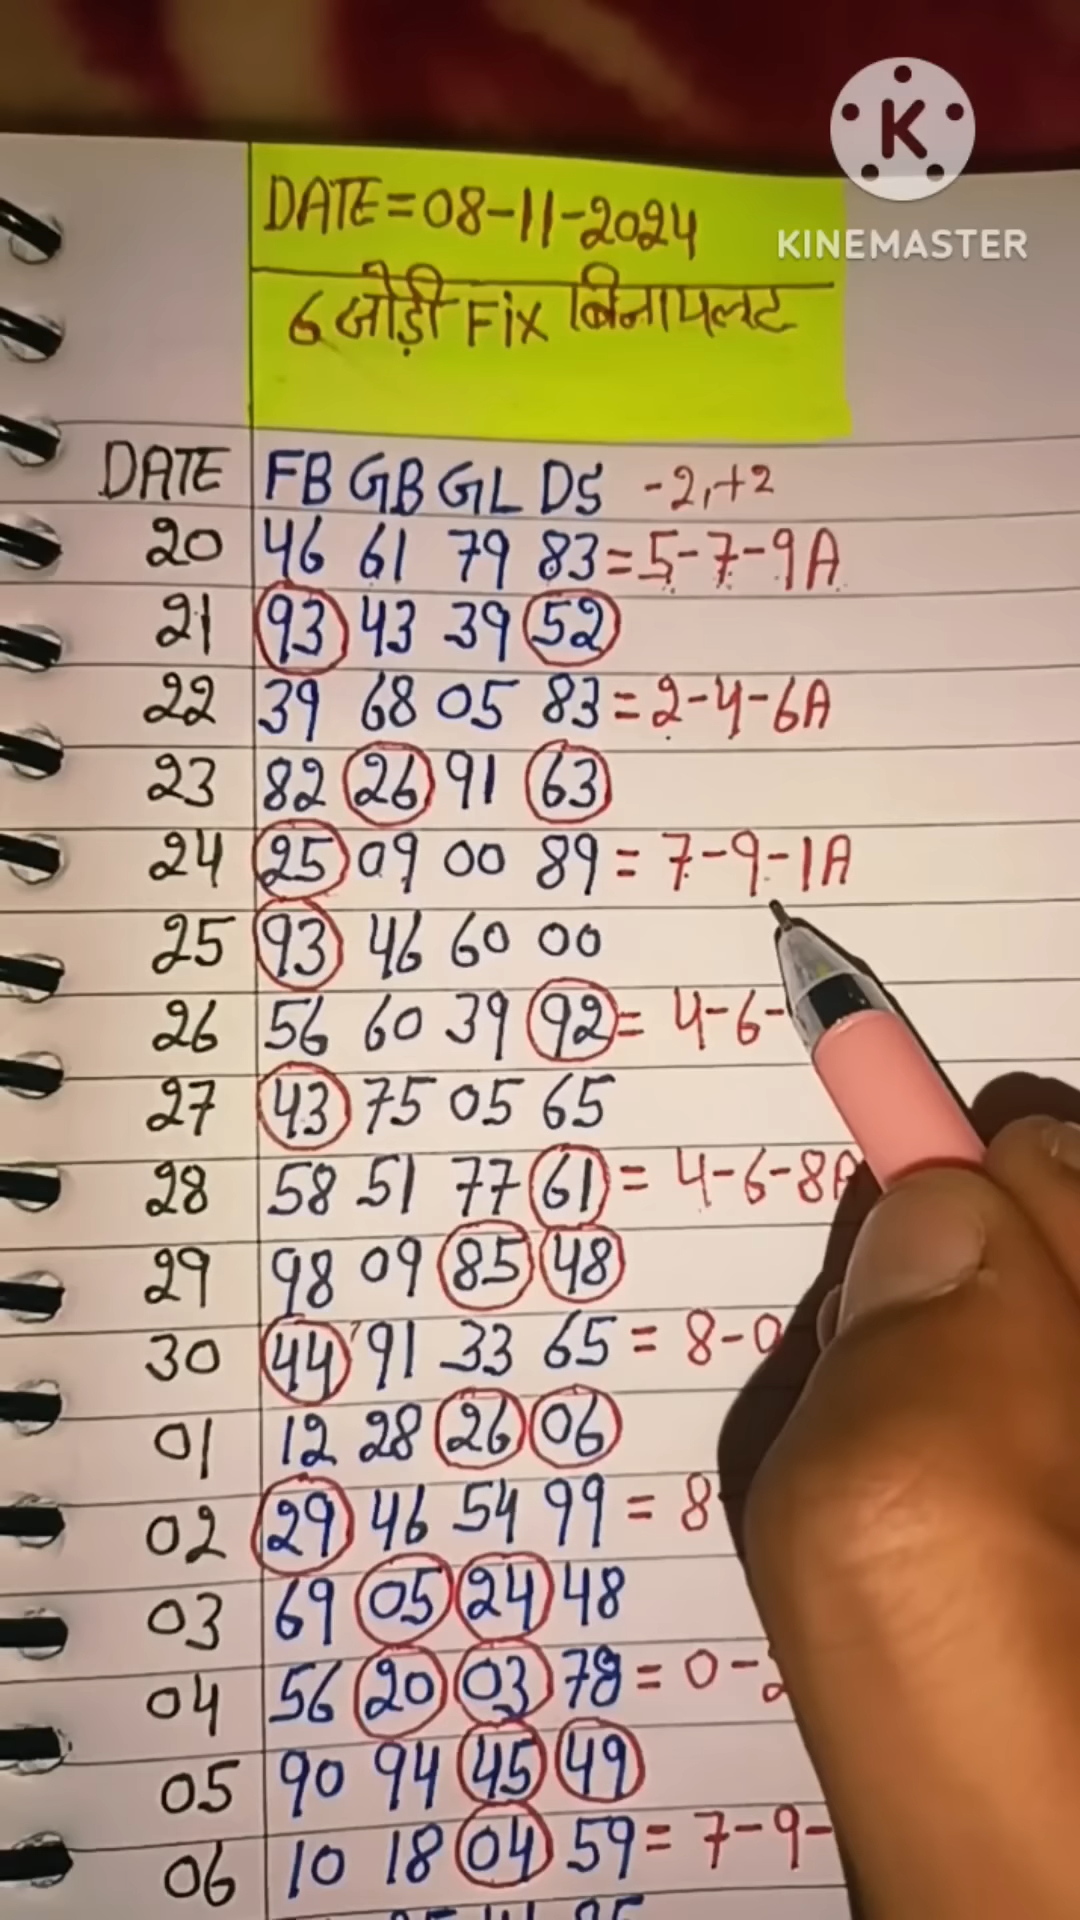 K
KINEMASTER
DATE=08-11-2024
6 जोड़ी Fix बिना पलट
DATE FB GB GL DS -2,+2
20 46 61 79 83=5-7-9A
21 93 43 39 52
22 39 68 05 83=2-4-6A
23 82 26 91 63
24 25 09 00 89=7-9-1A
25 93 46 60 00
26 56 60 39 92=4-6-
27 43 75 05 65
28 58 51 77 61=4-6-8A
29 98 09 85 48
30 44 91 33 65=8-0
01 12 28 26 06
02 29 46 54 99=8
03 69 05 24 48
04 56 20 03 78=0-2
05 90 94 45 49
06 10 18 04 59=7-9-